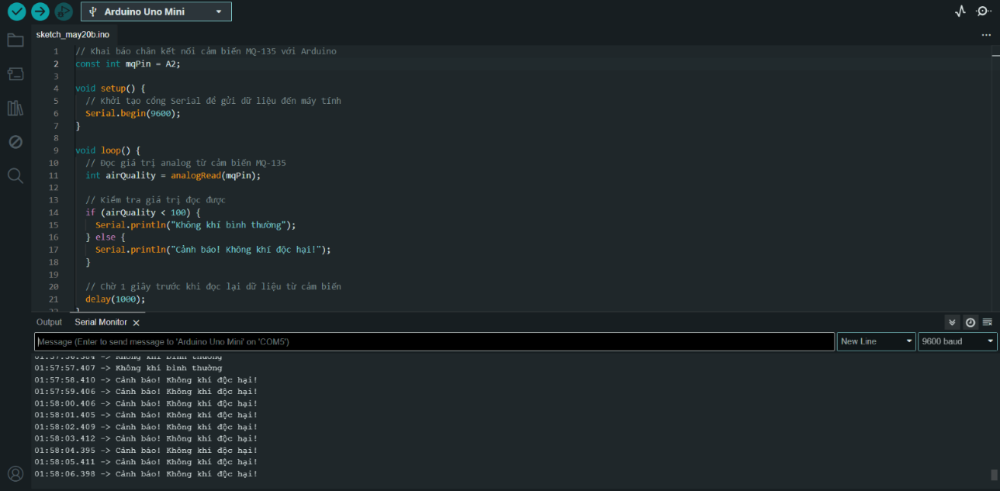 Arduino Uno Mini
sketch_may20b.ino
1 // Khai báo chân kết nối cảm biến MQ-135 với Arduino
2 const int mqPin = A2;
3
4 void setup() {
5 // Khởi tạo cổng Serial để gửi dữ liệu đến máy tính
6 Serial.begin(9600);
7 }
8
9 void loop() {
10 // Đọc giá trị analog từ cảm biến MQ-135
11 int airQuality = analogRead(mqPin);
12
13 // Kiểm tra giá trị đọc được
14 if (airQuality < 100) {
15 Serial.println("Không khí bình thường");
16 } else {
17 Serial.println("Cảnh báo! Không khí độc hại!");
18 }
19
20 // Chờ 1 giây trước khi đọc lại dữ liệu từ cảm biến
21 delay(1000);
22 }
Output Serial Monitor
Message (Enter to send message to 'Arduino Uno Mini' on 'COM5')
New Line
9600 baud
-> Không khí bình thường
01:57:57.407 -> Không khí bình thường
01:57:58.410 -> Cảnh báo! Không khí độc hại!
01:57:59.406 -> Cảnh báo! Không khí độc hại!
01:58:00.406 -> Cảnh báo! Không khí độc hại!
01:58:01.405 -> Cảnh báo! Không khí độc hại!
01:58:02.409 -> Cảnh báo! Không khí độc hại!
01:58:03.412 -> Cảnh báo! Không khí độc hại!
01:58:04.395 -> Cảnh báo! Không khí độc hại!
01:58:05.411 -> Cảnh báo! Không khí độc hại!
01:58:06.398 -> Cảnh báo! Không khí độc hại!